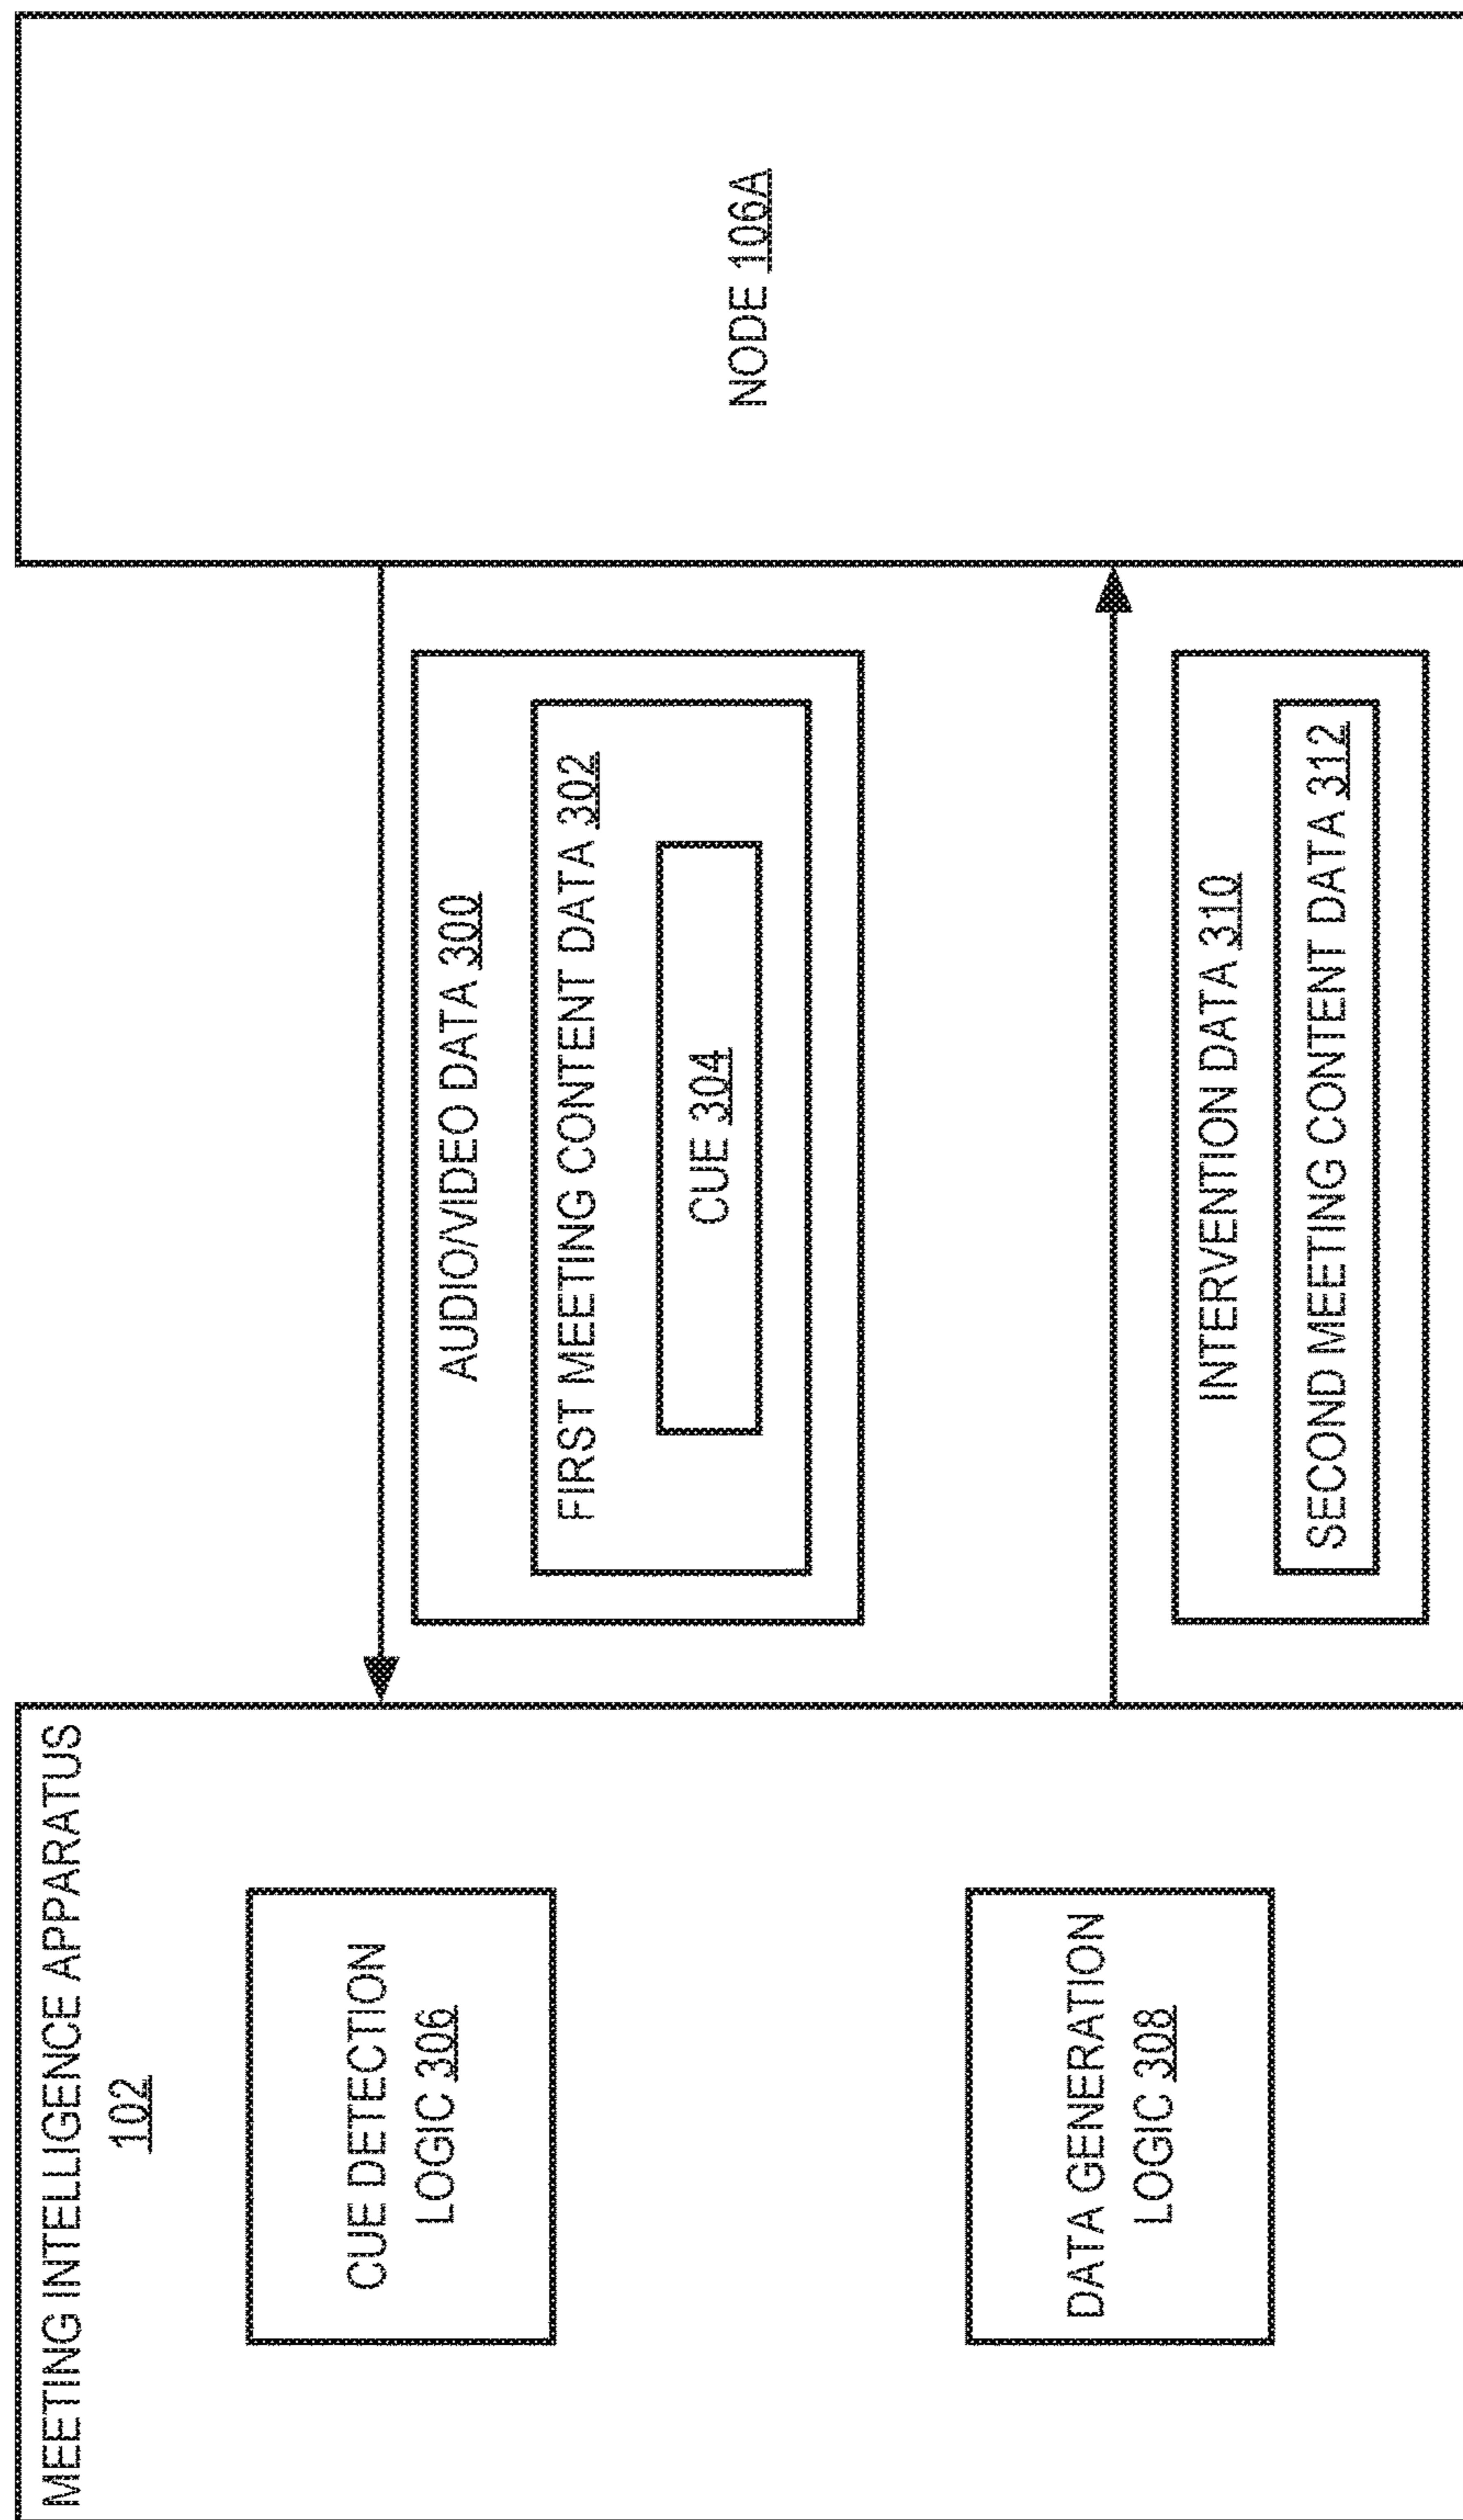 MEETING INTELLIGENCE APPARATUS
102
CUE DETECTION
LOGIC 306
DATA GENERATION
LOGIC 308
AUDIO/VIDEO DATA 300
FIRST MEETING CONTENT DATA 302
CUE 304
INTERVENTION DATA 310
SECOND MEETING CONTENT DATA 312
NODE 106A